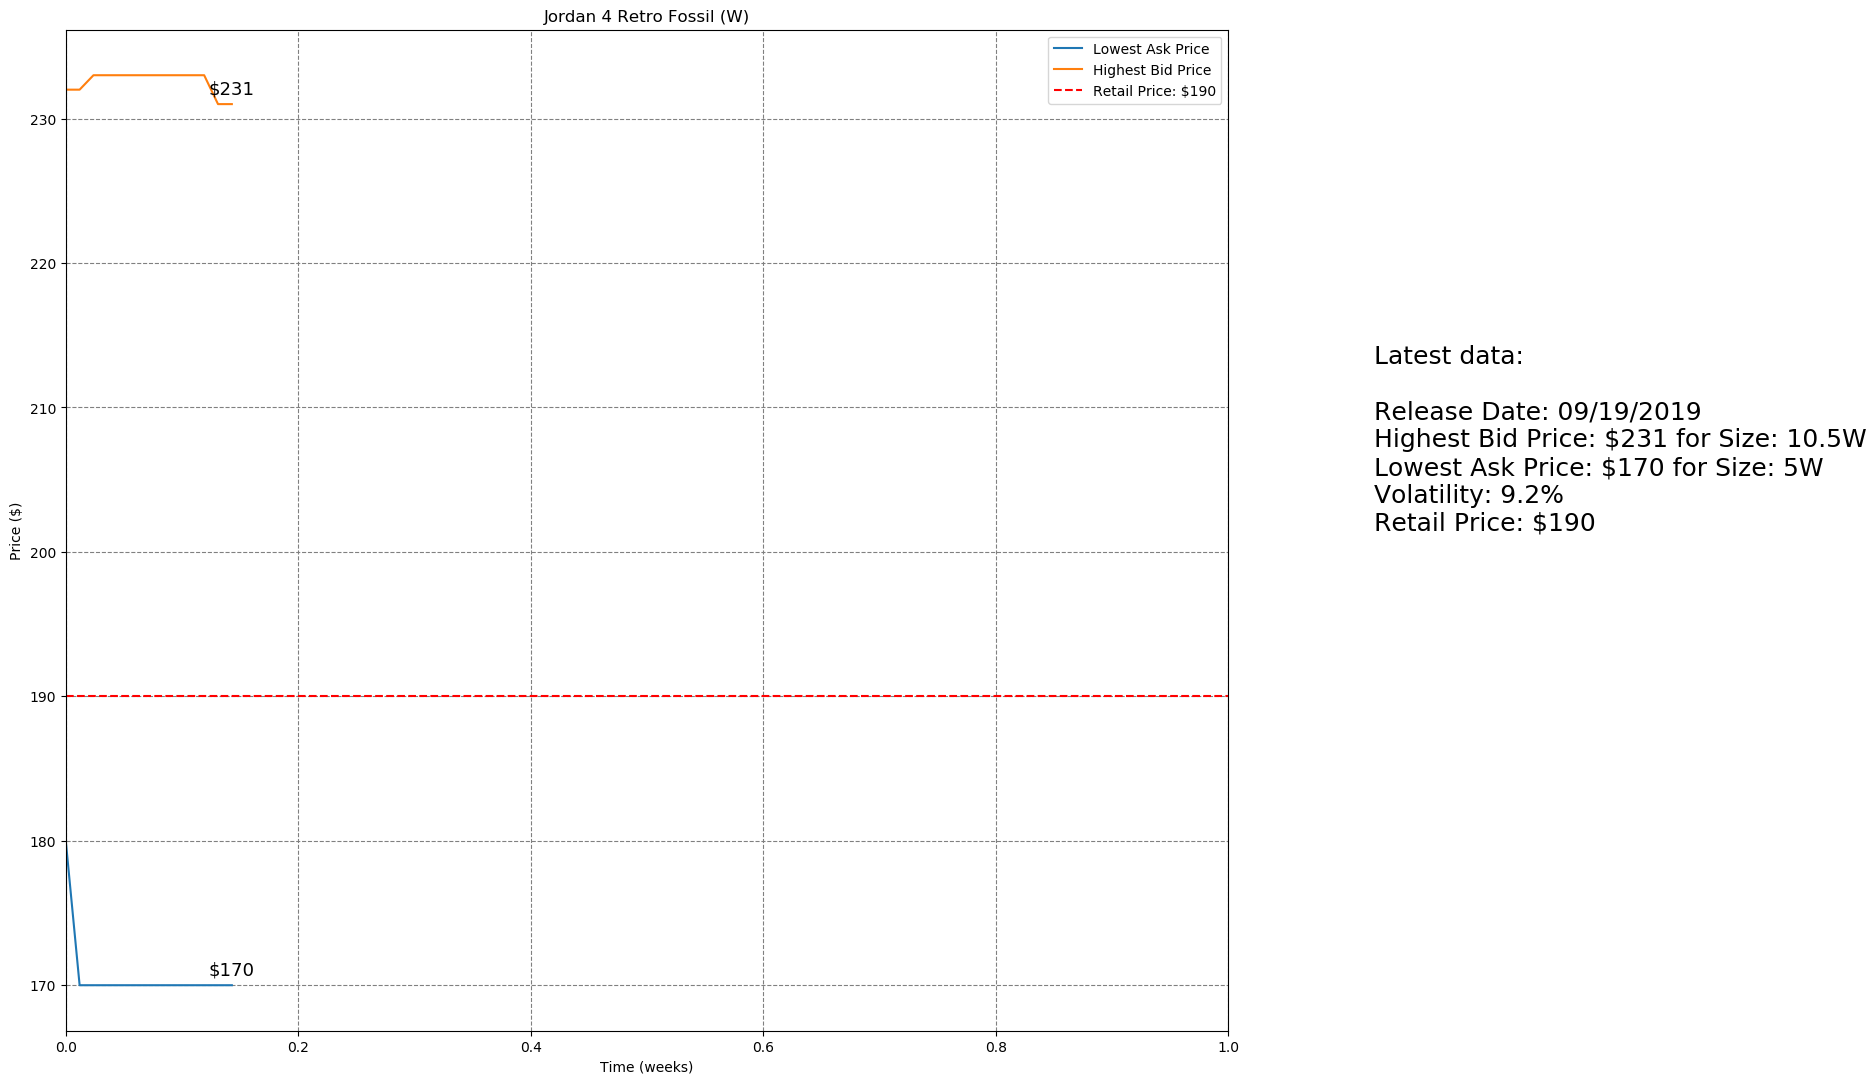 Jordan 4 Retro Fossil (W)
Lowest Ask Price
Highest Bid Price
Retail Price: $190
$231
$170
Price ($)
230
220
210
200
190
180
170
0.0 0.2 0.4 0.6 0.8 1.0
Time (weeks)
Latest data:
Release Date: 09/19/2019
Highest Bid Price: $231 for Size: 10.5W
Lowest Ask Price: $170 for Size: 5W
Volatility: 9.2%
Retail Price: $190